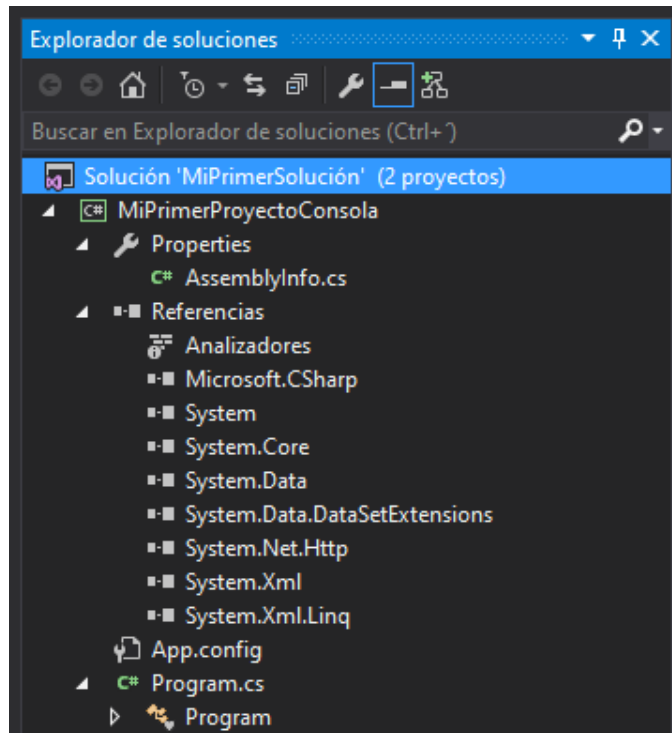 Explorador de soluciones
Buscar en Explorador de soluciones (Ctrl+´)
Solución 'MiPrimerSolución' (2 proyectos)
C# MiPrimerProyectoConsola
Properties
C# AssemblyInfo.cs
Referencias
Analizadores
Microsoft.CSharp
System
System.Core
System.Data
System.Data.DataSetExtensions
System.Net.Http
System.Xml
System.Xml.Linq
App.config
C# Program.cs
Program